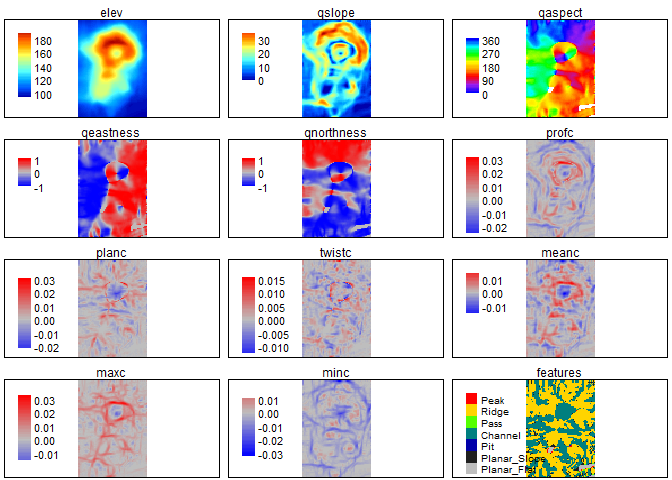 elev
180
160
140
120
100
qslope
30
20
10
0
qaspect
360
270
180
90
0
qeastness
1
0
-1
qnorthness
1
0
-1
profc
0.03
0.02
0.01
0.00
-0.01
-0.02
planc
0.03
0.02
0.01
0.00
-0.01
-0.02
twistc
0.015
0.010
0.005
0.000
-0.005
-0.010
meanc
0.01
0.00
-0.01
maxc
0.03
0.02
0.01
0.00
-0.01
minc
0.01
0.00
-0.01
-0.02
-0.03
features
Peak
Ridge
Pass
Channel
Pit
Planar_Slope
Planar_Flat